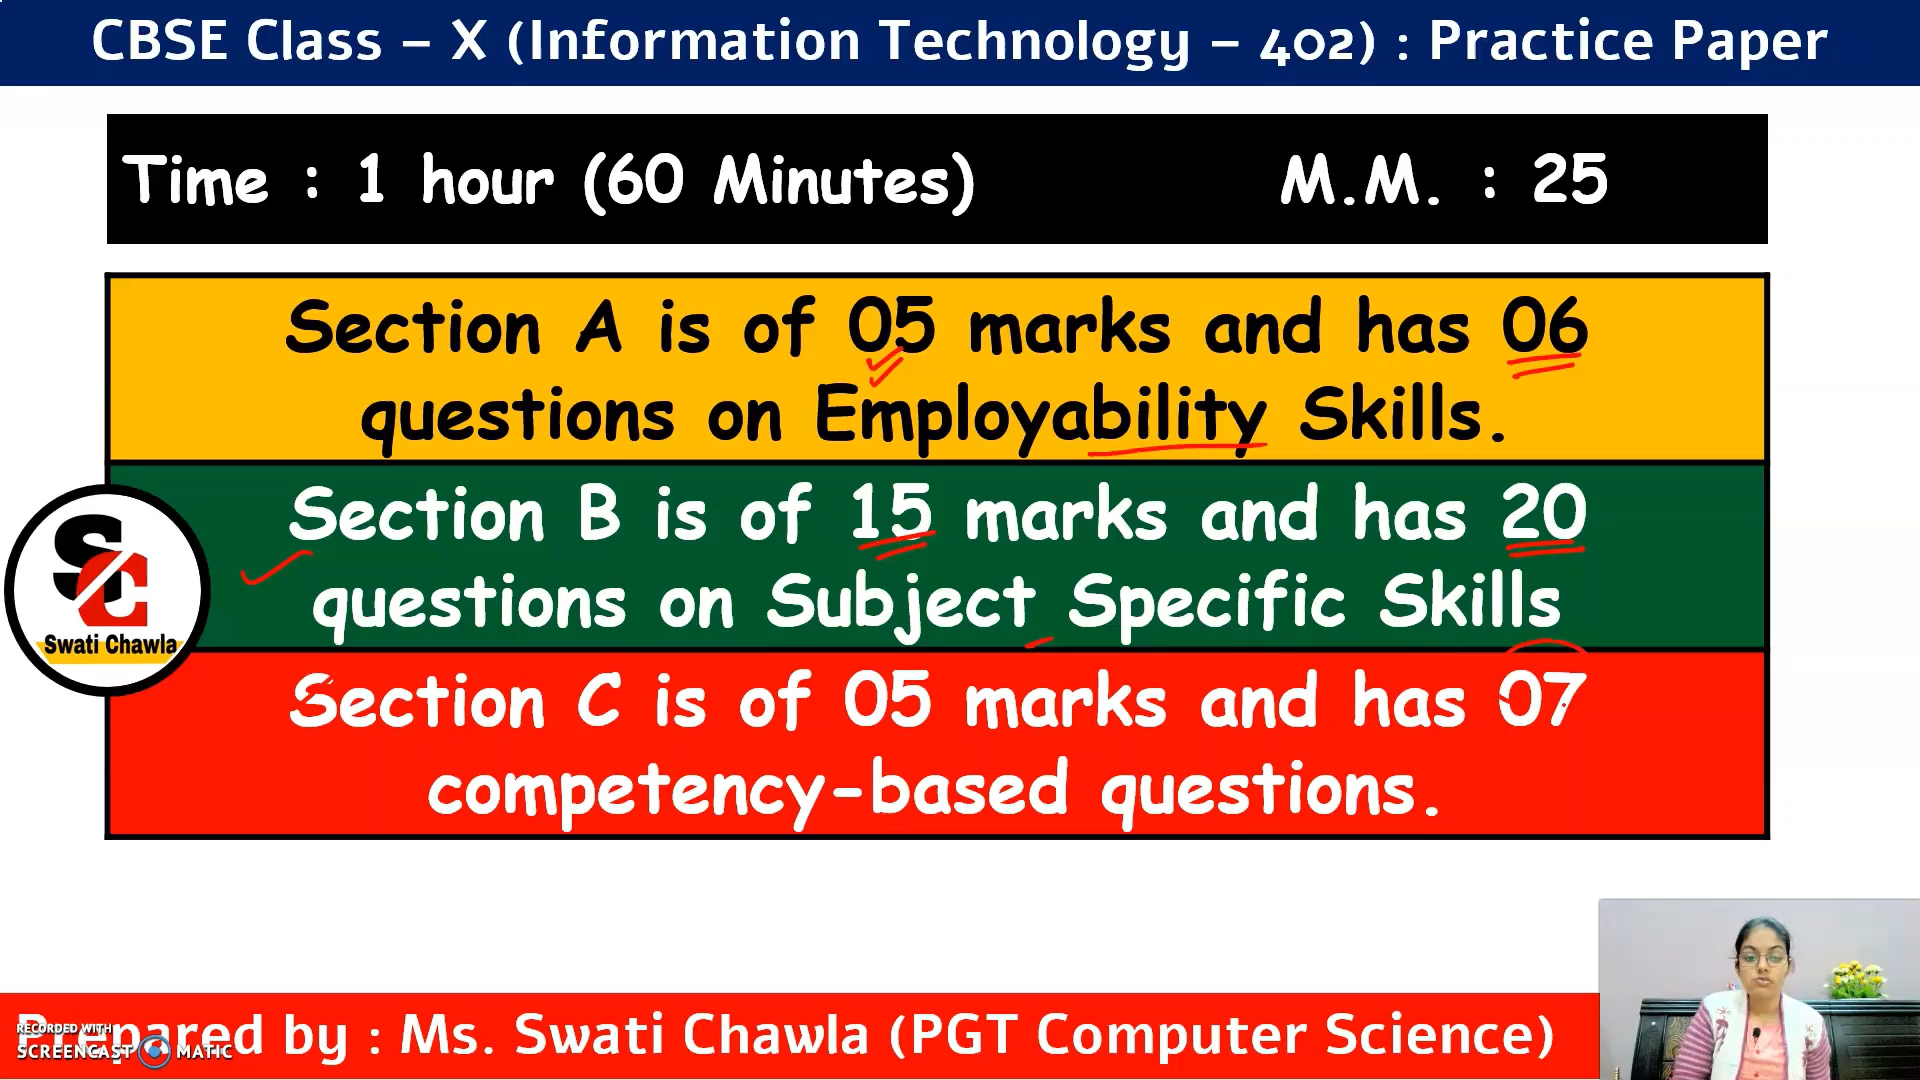 CBSE Class – X (Information Technology – 402) : Practice Paper
Time : 1 hour (60 Minutes) M.M. : 25
Section A is of 05 marks and has 06
questions on Employability Skills.
Section B is of 15 marks and has 20
questions on Subject Specific Skills
Section C is of 05 marks and has 07
competency-based questions.
SC
Swati Chawla
Prepared by : Ms. Swati Chawla (PGT Computer Science)
RECORDED WITH
SCREENCAST MATIC